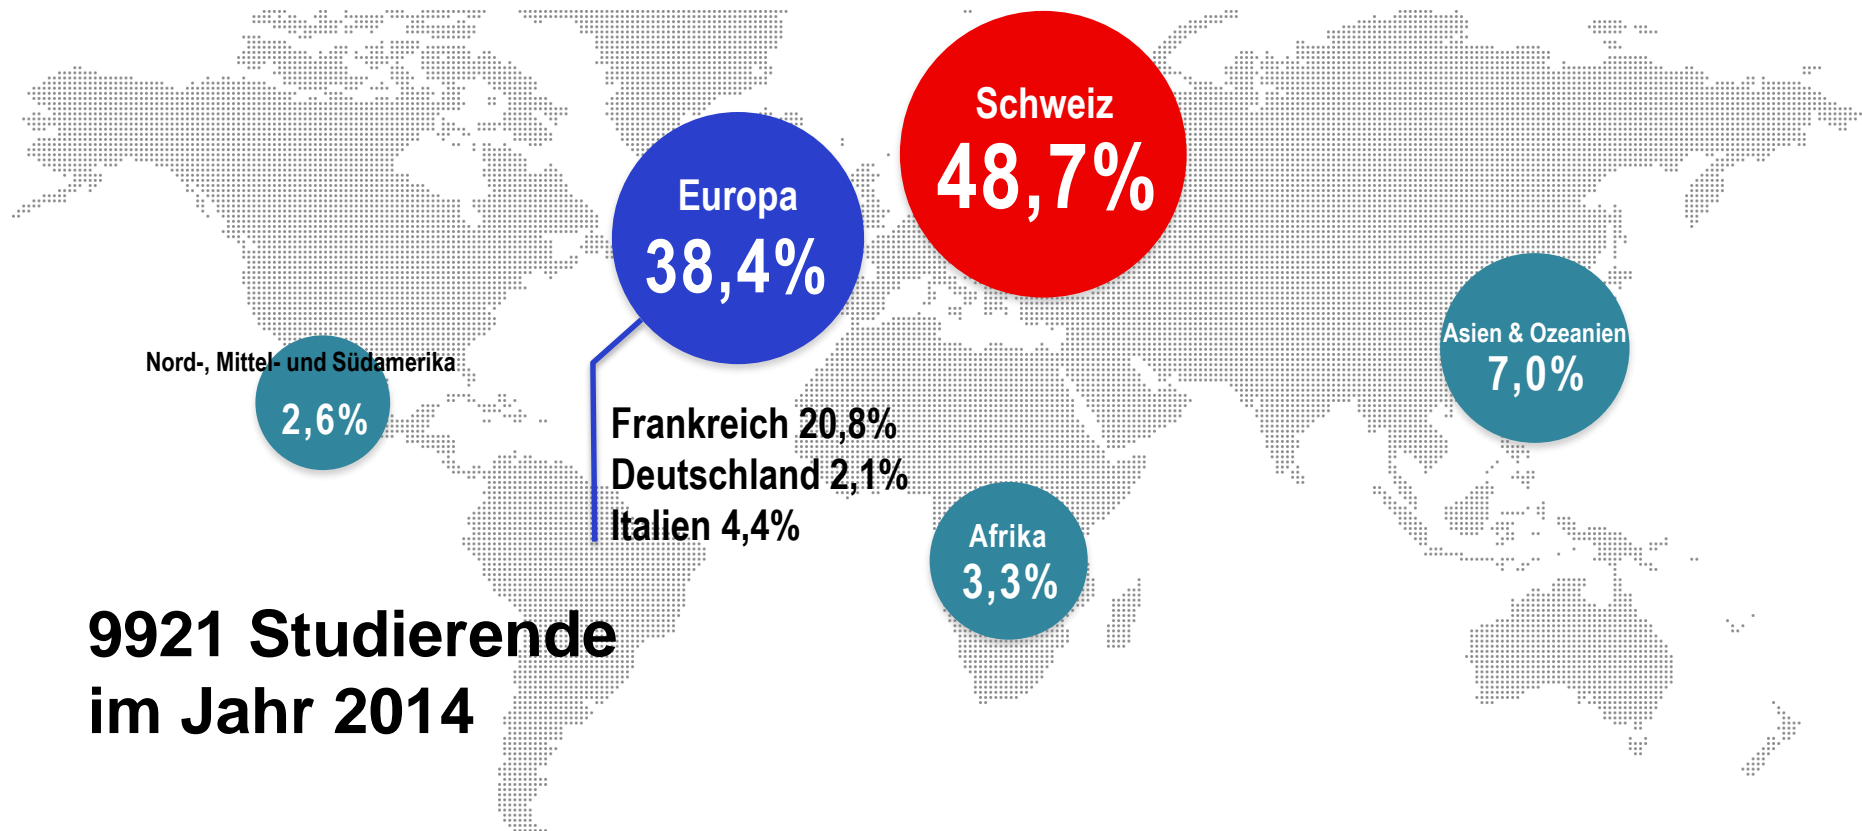 Schweiz
48,7%
Europa
38,4%
Frankreich 20,8%
Deutschland 2,1%
Italien 4,4%
Nord-, Mittel- und Südamerika
2,6%
Asien & Ozeanien
7,0%
Afrika
3,3%
9921 Studierende
im Jahr 2014